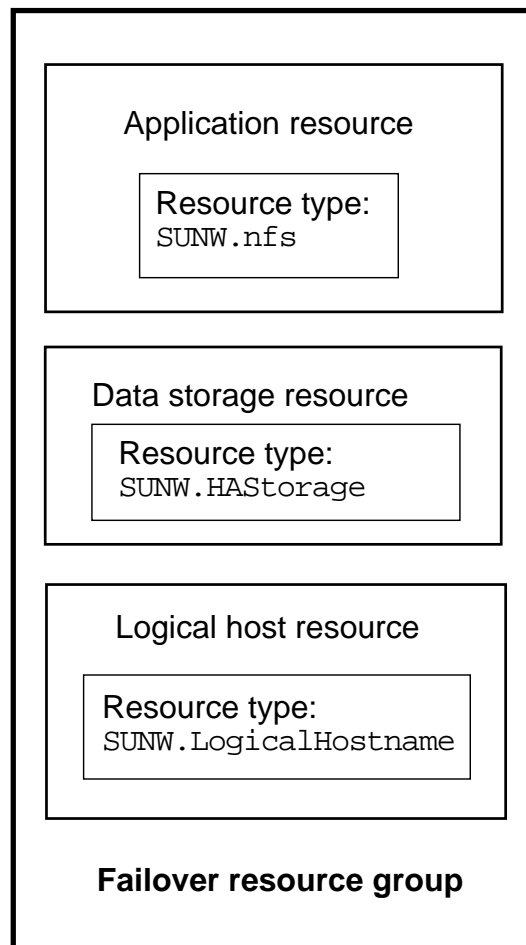 Application resource
Resource type:
SUNW.nfs
Data storage resource
Resource type:
SUNW.HAStorage
Logical host resource
Resource type:
SUNW.LogicalHostname
Failover resource group